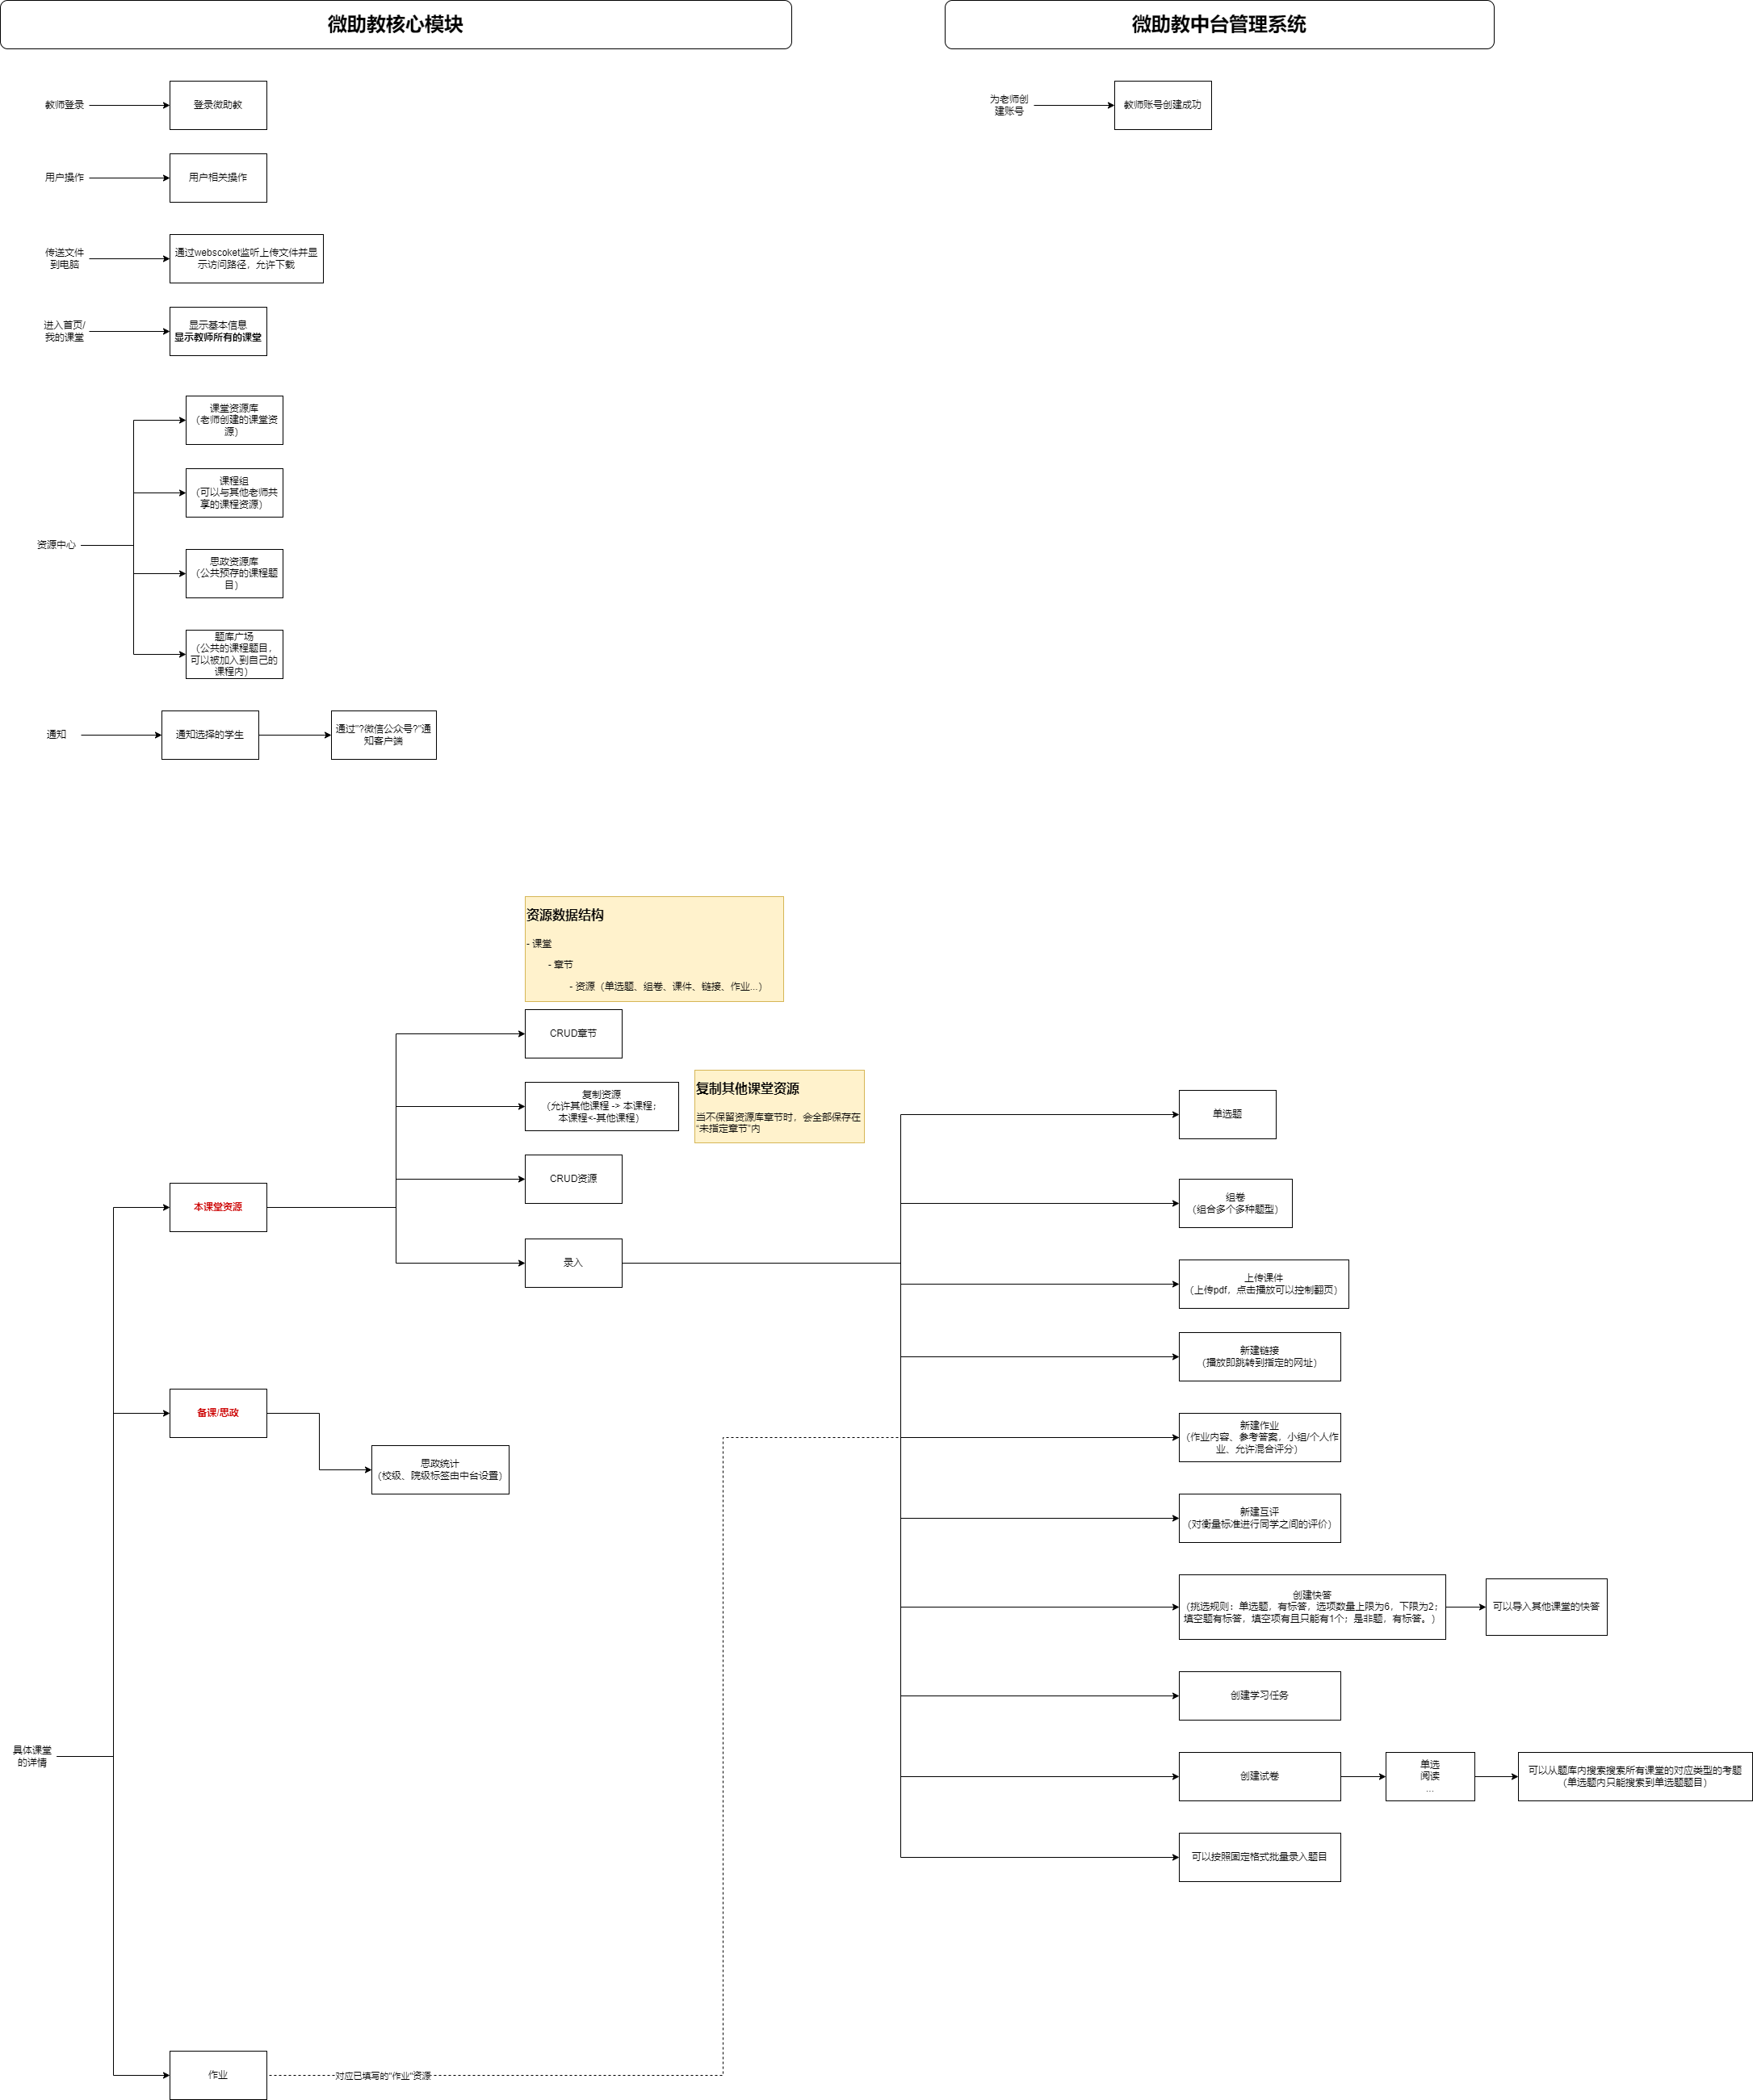 微助教核心模块
微助教中台管理系统
教师登录
登录微助教
为老师创
建账号
教师账号创建成功
用户操作
用户相关操作
传送文件
到电脑
通过webscoket监听上传文件并显
示访问路径，允许下载
进入首页/
我的课堂
显示基本信息
显示教师所有的课堂
资源中心
课堂资源库
（老师创建的课堂资
源）
课程组
（可以与其他老师共
享的课程资源）
思政资源库
（公共预存的课程题
目）
题库广场
（公共的课程题目，
可以被加入到自己的
课程内）
通知
通知选择的学生
通过"?微信公众号?"通
知客户端
资源数据结构
- 课堂
- 章节
- 资源（单选题、组卷、课件、链接、作业...）
CRUD章节
复制资源
（允许其他课程 -> 本课程；
本课程<-其他课程）
复制其他课堂资源
当不保留资源库章节时，会全部保存在
“未指定章节”内
CRUD资源
录入
本课堂资源
备课/思政
思政统计
（校级、院级标签由中台设置）
具体课堂
的详情
作业
对应已填写的"作业"资源
单选题
组卷
（组合多个多种题型）
上传课件
（上传pdf，点击播放可以控制翻页）
新建链接
（播放即跳转到指定的网址）
新建作业
（作业内容、参考答案，小组/个人作
业、允许混合评分）
新建互评
（对衡量标准进行同学之间的评价）
创建快答
（挑选规则：单选题，有标答，选项数量上限为6，下限为2；
填空题有标答，填空项有且只能有1个；是非题，有标答。）
可以导入其他课堂的快答
创建学习任务
创建试卷
单选
阅读
...
可以从题库内搜索搜索所有课堂的对应类型的考题
（单选题内只能搜索到单选题题目）
可以按照固定格式批量录入题目